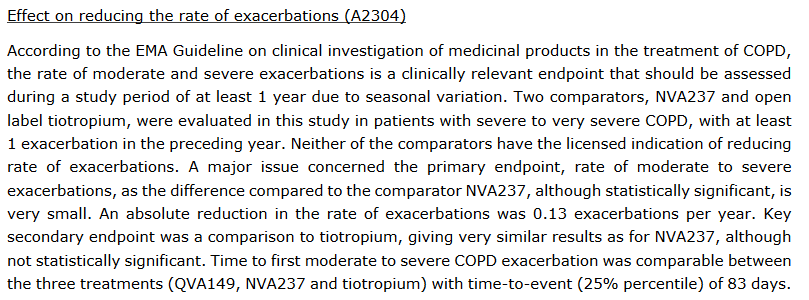 Effect on reducing the rate of exacerbations (A2304)
According to the EMA Guideline on clinical investigation of medicinal products in the treatment of COPD,
the rate of moderate and severe exacerbations is a clinically relevant endpoint that should be assessed
during a study period of at least 1 year due to seasonal variation. Two comparators, NVA237 and open
label tiotropium, were evaluated in this study in patients with severe to very severe COPD, with at least
1 exacerbation in the preceding year. Neither of the comparators have the licensed indication of reducing
rate of exacerbations. A major issue concerned the primary endpoint, rate of moderate to severe
exacerbations, as the difference compared to the comparator NVA237, although statistically significant, is
very small. An absolute reduction in the rate of exacerbations was 0.13 exacerbations per year. Key
secondary endpoint was a comparison to tiotropium, giving very similar results as for NVA237, although
not statistically significant. Time to first moderate to severe COPD exacerbation was comparable between
the three treatments (QVA149, NVA237 and tiotropium) with time-to-event (25% percentile) of 83 days.